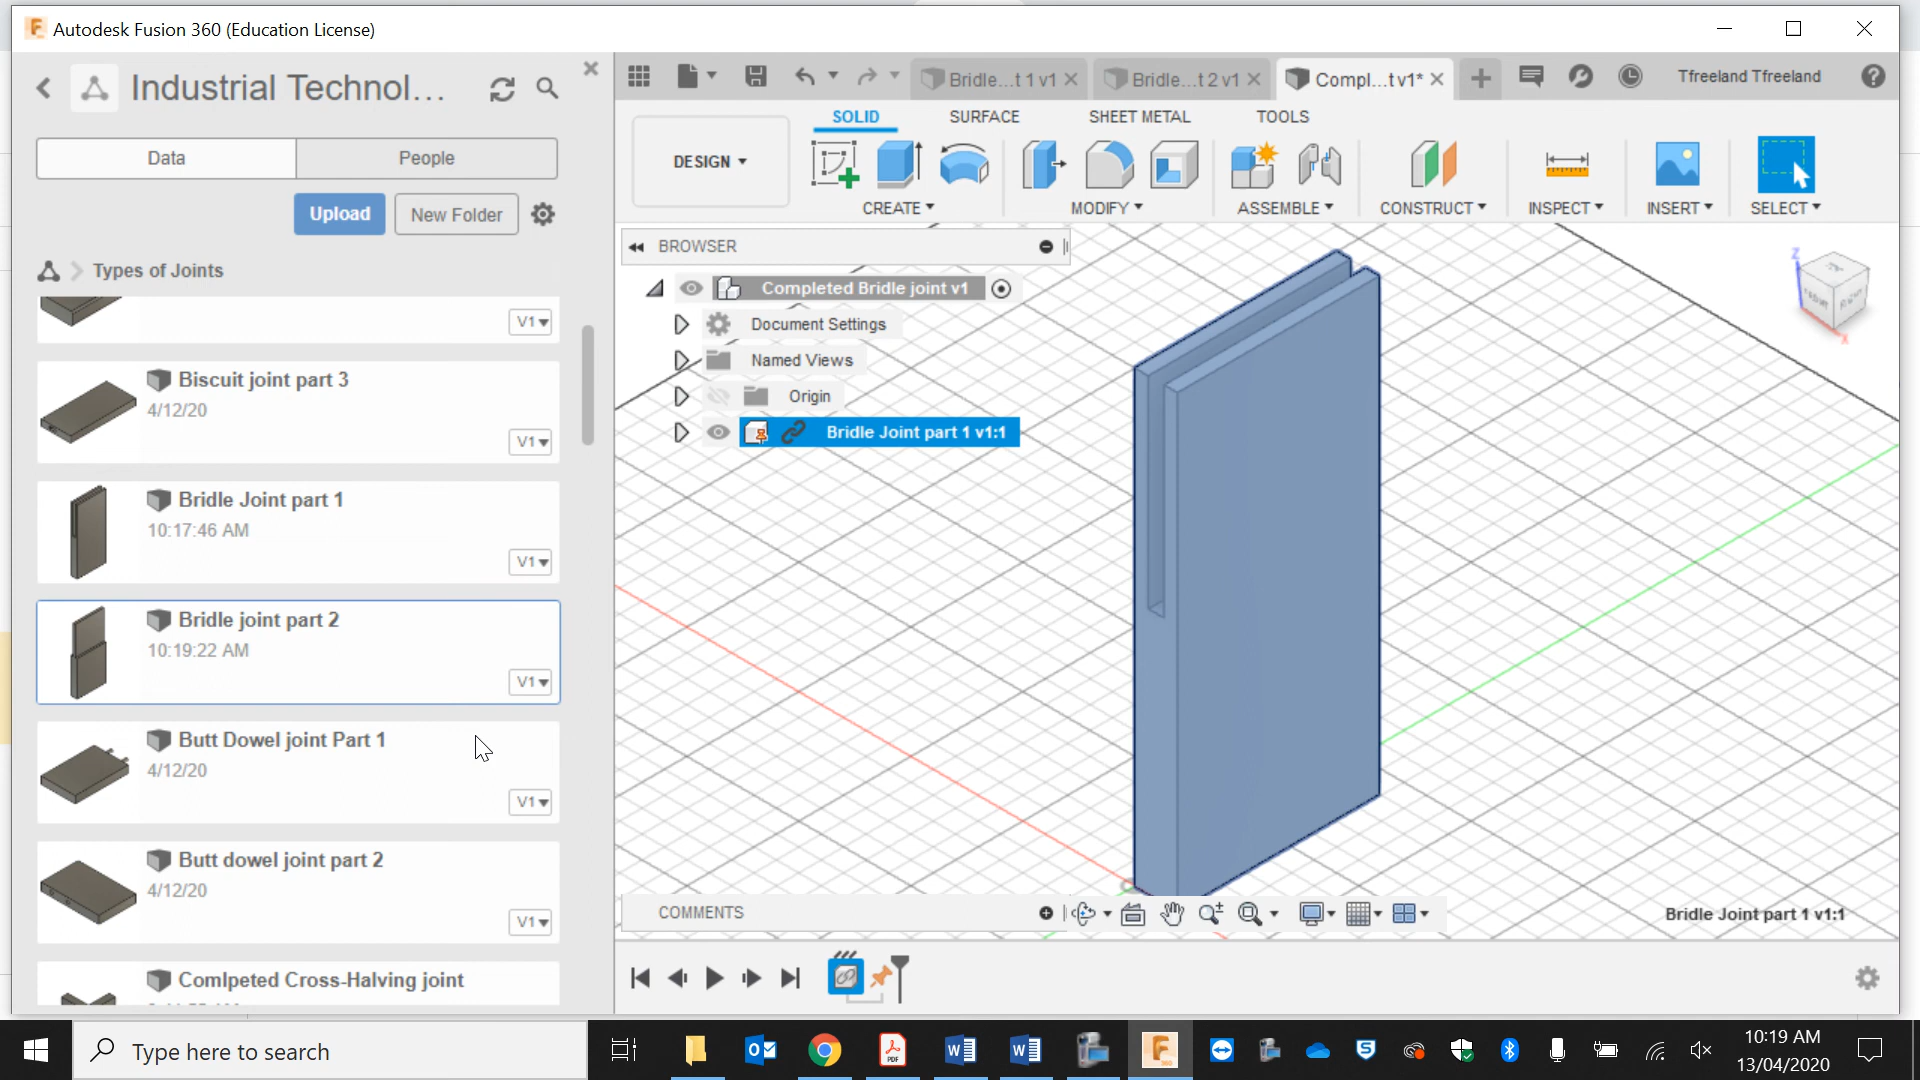 Autodesk Fusion 360 (Education License)
Industrial Technol...
Data
People
Upload
New Folder
Types of Joints
V1
Biscuit joint part 3
4/12/20
V1
Bridle Joint part 1
10:17:46 AM
V1
Bridle joint part 2
10:19:22 AM
V1
Butt Dowel joint Part 1
4/12/20
V1
Butt dowel joint part 2
4/12/20
V1
Comlpeted Cross-Halving joint
Bridle...t 1 v1
Bridle...t 2 v1
Compl...t v1*
Tfreeland Tfreeland
SOLID
SURFACE
SHEET METAL
TOOLS
DESIGN
CREATE
MODIFY
ASSEMBLE
CONSTRUCT
INSPECT
INSERT
SELECT
BROWSER
Completed Bridle joint v1
Document Settings
Named Views
Origin
Bridle Joint part 1 v1:1
Z
FRONT
RIGHT
X
COMMENTS
Bridle Joint part 1 v1:1
Type here to search
10:19 AM
13/04/2020